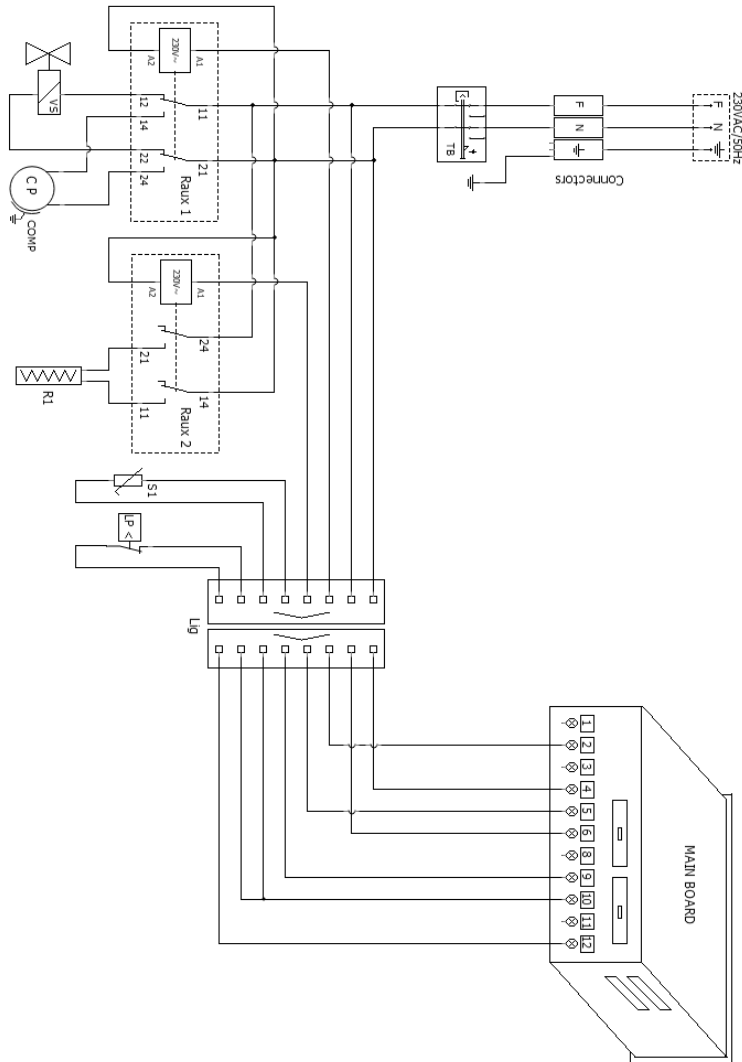 230VAC/50Hz
F
N
F
N
Connectors
TB
230V~
A1
A2
11
12
14
21
22
24
Raux 1
VS
C P
COMP
230V~
A1
A2
24
21
14
11
Raux 2
R1
S1
LP <
Lig
1
2
3
4
5
6
8
9
10
11
12
MAIN BOARD